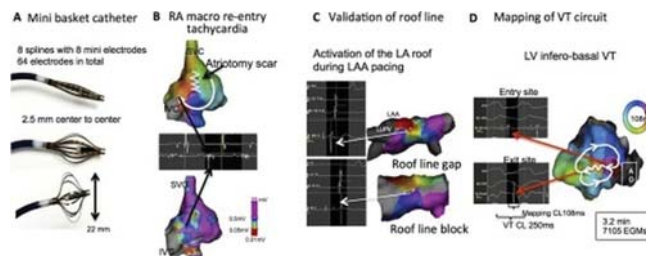 A Mini basket catheter
8 splines with 8 mini electrodes
64 electrodes in total
2.5 mm center to center
22 mm
B RA macro re-entry
tachycardia
SVC
Atriotomy scar
IVC
SVC
mV
0.5mV
0.05mV
0.01mV
C Validation of roof line
Activation of the LA roof
during LAA pacing
LAA
LUPV
Roof line gap
Roof line block
D Mapping of VT circuit
LV infero-basal VT
Entry site
Exit site
Mapping CL108ms
VT CL 250ms
3.2 min
7105 EGMs